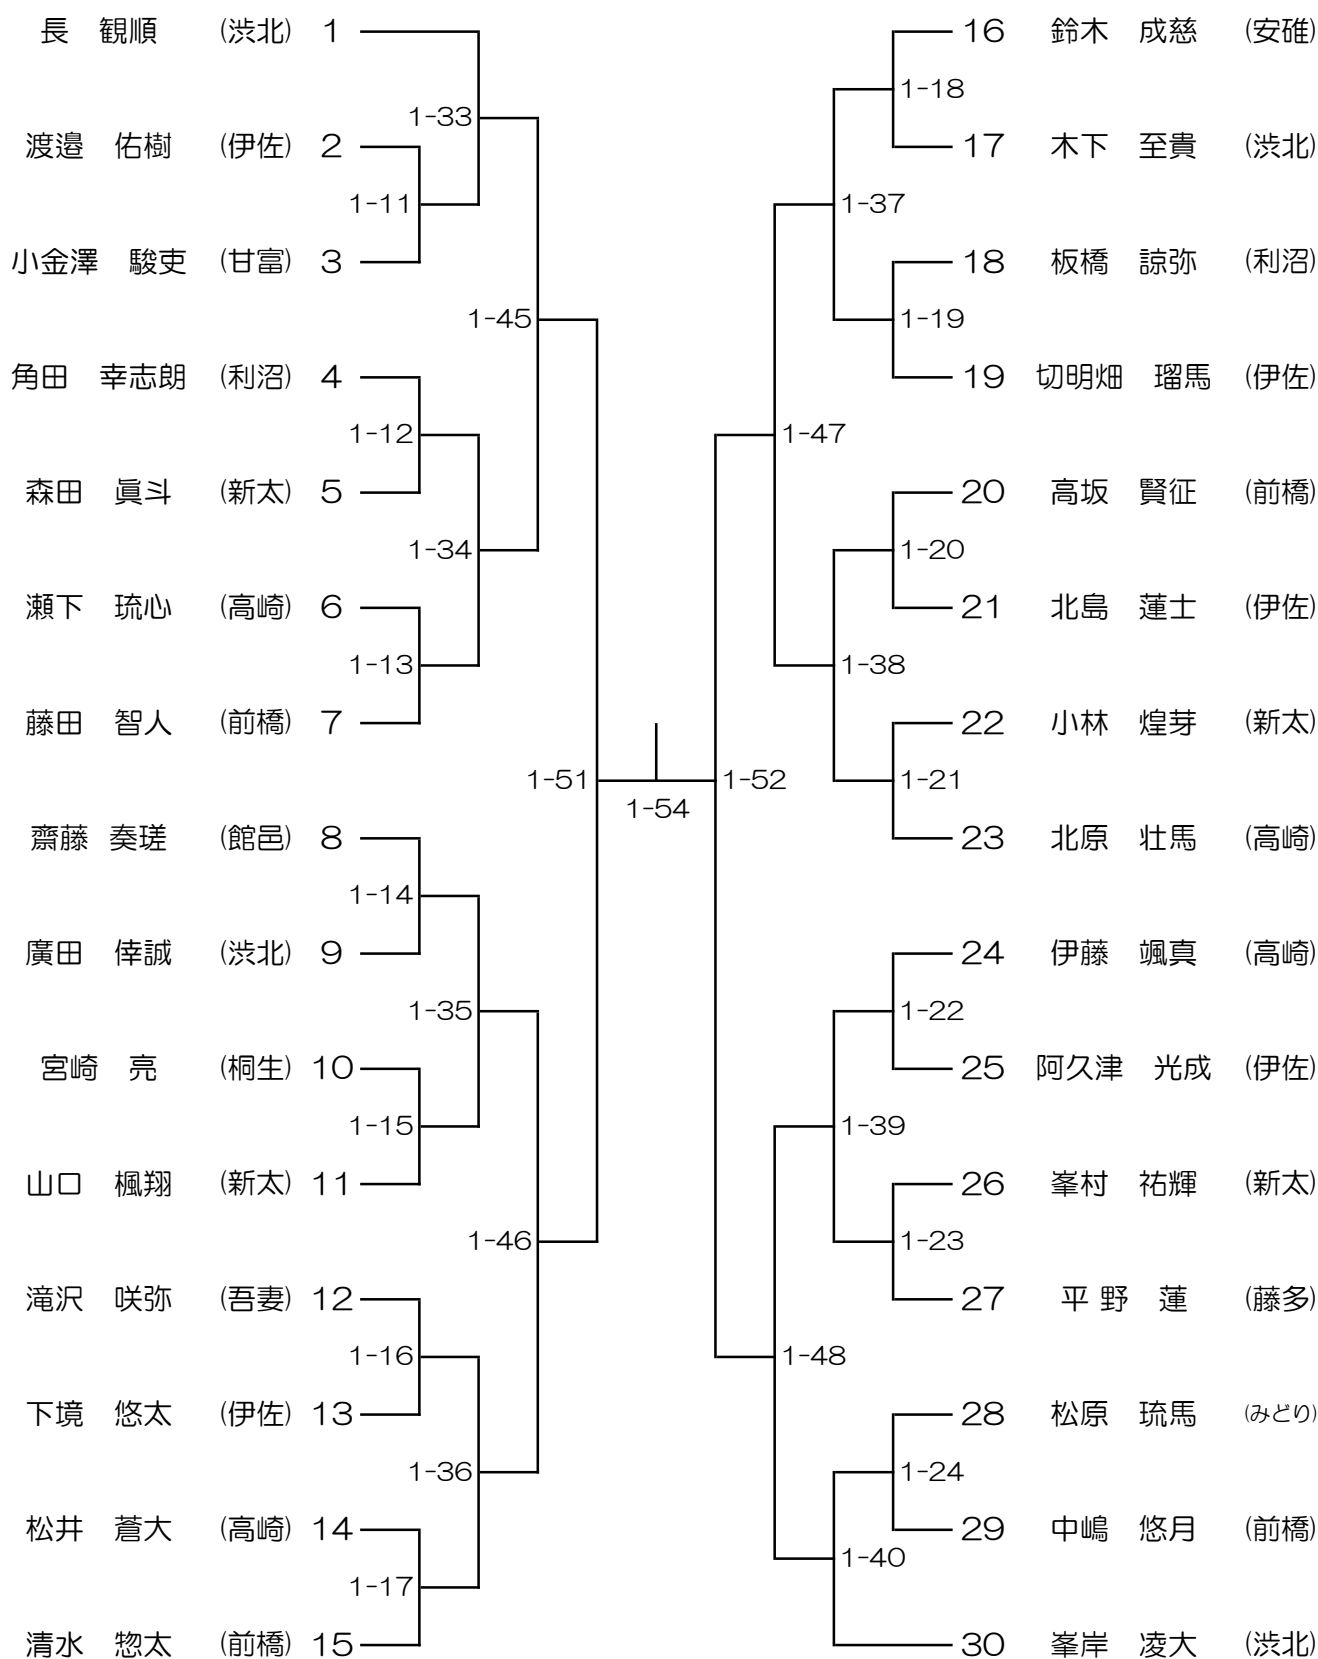 長 観順 (渋北) 1
1-33
渡邉 佑樹 (伊佐) 2
1-11
小金澤 駿吏 (甘富) 3
1-45
角田 幸志朗 (利沼) 4
1-12
森田 眞斗 (新太) 5
1-34
瀬下 琉心 (高崎) 6
1-13
藤田 智人 (前橋) 7
1-51
齋藤 奏瑳 (館邑) 8
1-14
廣田 倖誠 (渋北) 9
1-35
宮崎 亮 (桐生) 10
1-15
山口 楓翔 (新太) 11
1-46
滝沢 咲弥 (吾妻) 12
1-16
下境 悠太 (伊佐) 13
1-36
松井 蒼大 (高崎) 14
1-17
清水 惣太 (前橋) 15
1-54
16 鈴木 成慈 (安碓)
1-18
17 木下 至貴 (渋北)
1-37
18 板橋 諒弥 (利沼)
1-19
19 切明畑 瑠馬 (伊佐)
1-47
20 高坂 賢征 (前橋)
1-20
21 北島 蓮士 (伊佐)
1-38
22 小林 煌芽 (新太)
1-21
1-52
23 北原 壮馬 (高崎)
24 伊藤 颯真 (高崎)
1-22
25 阿久津 光成 (伊佐)
1-39
26 峯村 祐輝 (新太)
1-23
27 平野 蓮 (藤多)
1-48
28 松原 琉馬 (みどり)
1-24
29 中嶋 悠月 (前橋)
1-40
30 峯岸 凌大 (渋北)